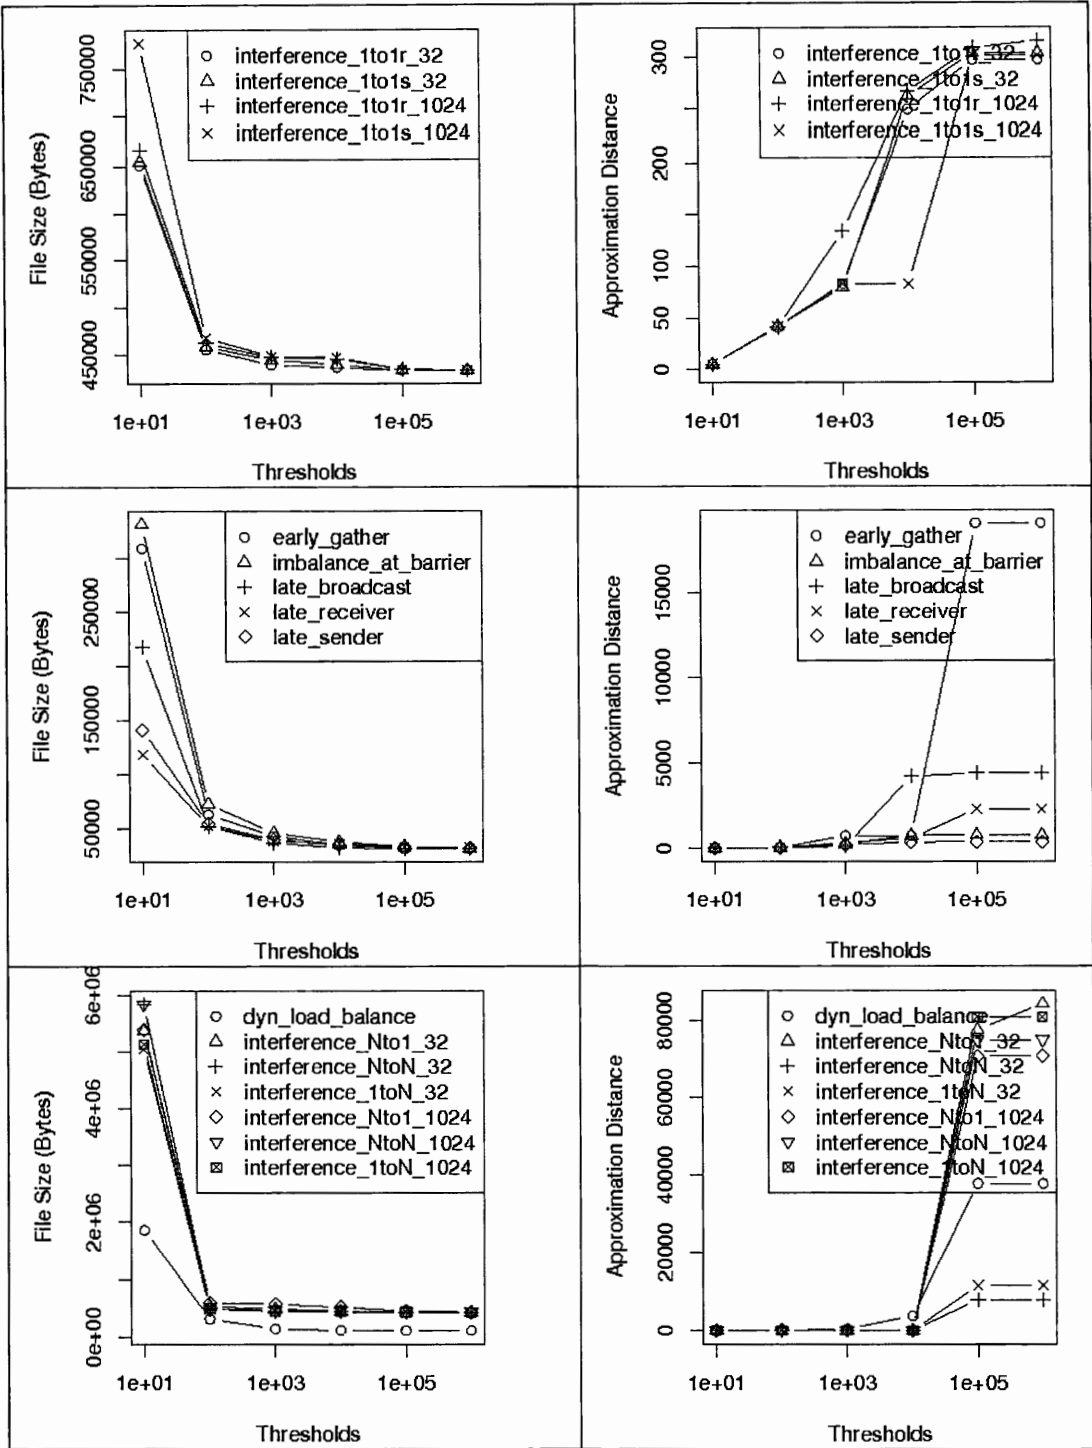 File Size (Bytes)
750000
650000
550000
450000
interference_1to1r_32
interference_1to1s_32
interference_1to1r_1024
interference_1to1s_1024
1e+01
1e+03
1e+05
Thresholds
Approximation Distance
300
200
100
50
0
interference_1to1r_32
interference_1to1s_32
interference_1to1r_1024
interference_1to1s_1024
1e+01
1e+03
1e+05
Thresholds
File Size (Bytes)
250000
150000
50000
early_gather
imbalance_at_barrier
late_broadcast
late_receiver
late_sender
1e+01
1e+03
1e+05
Thresholds
Approximation Distance
15000
10000
5000
0
early_gather
imbalance_at_barrier
late_broadcast
late_receiver
late_sender
1e+01
1e+03
1e+05
Thresholds
File Size (Bytes)
6e+06
4e+06
2e+06
0e+00
dyn_load_balance
interference_Nto1_32
interference_NtoN_32
interference_1toN_32
interference_Nto1_1024
interference_NtoN_1024
interference_1toN_1024
1e+01
1e+03
1e+05
Thresholds
Approximation Distance
80000
60000
40000
20000
0
dyn_load_balance
interference_Nto1_32
interference_NtoN_32
interference_1toN_32
interference_Nto1_1024
interference_NtoN_1024
interference_1toN_1024
1e+01
1e+03
1e+05
Thresholds